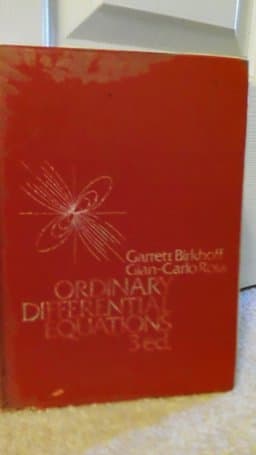 Garrett Birkhoff
Gian-Carlo Rota
ORDINARY
DIFFERENTIAL
EQUATIONS
3 ed.